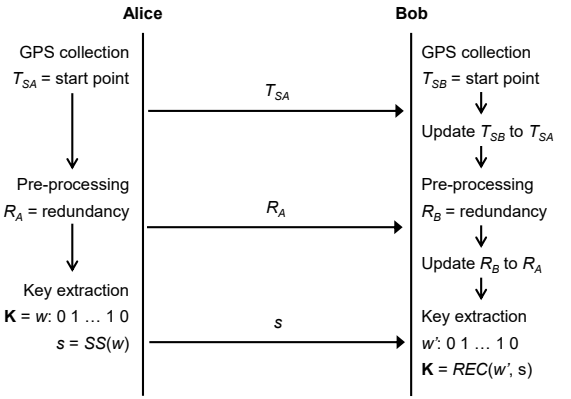 Alice
Bob
GPS collection
T_SA = start point
Pre-processing
R_A = redundancy
Key extraction
K = w: 0 1 … 1 0
s = SS(w)
T_SA
R_A
s
GPS collection
T_SB = start point
Update T_SB to T_SA
Pre-processing
R_B = redundancy
Update R_B to R_A
Key extraction
w': 0 1 … 1 0
K = REC(w', s)